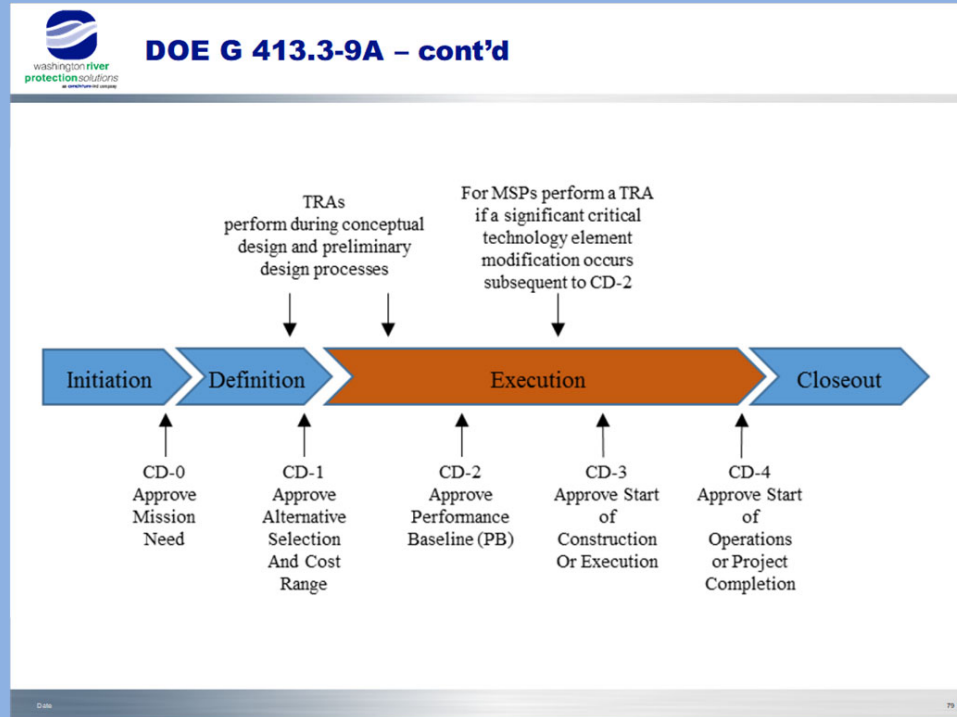 washington river
protection solutions
DOE G 413.3-9A – cont'd
TRAs
perform during conceptual
design and preliminary
design processes
For MSPs perform a TRA
if a significant critical
technology element
modification occurs
subsequent to CD-2
Initiation
Definition
Execution
Closeout
CD-0
Approve
Mission
Need
CD-1
Approve
Alternative
Selection
And Cost
Range
CD-2
Approve
Performance
Baseline (PB)
CD-3
Approve Start
of
Construction
Or Execution
CD-4
Approve Start
of
Operations
or Project
Completion
Date
79